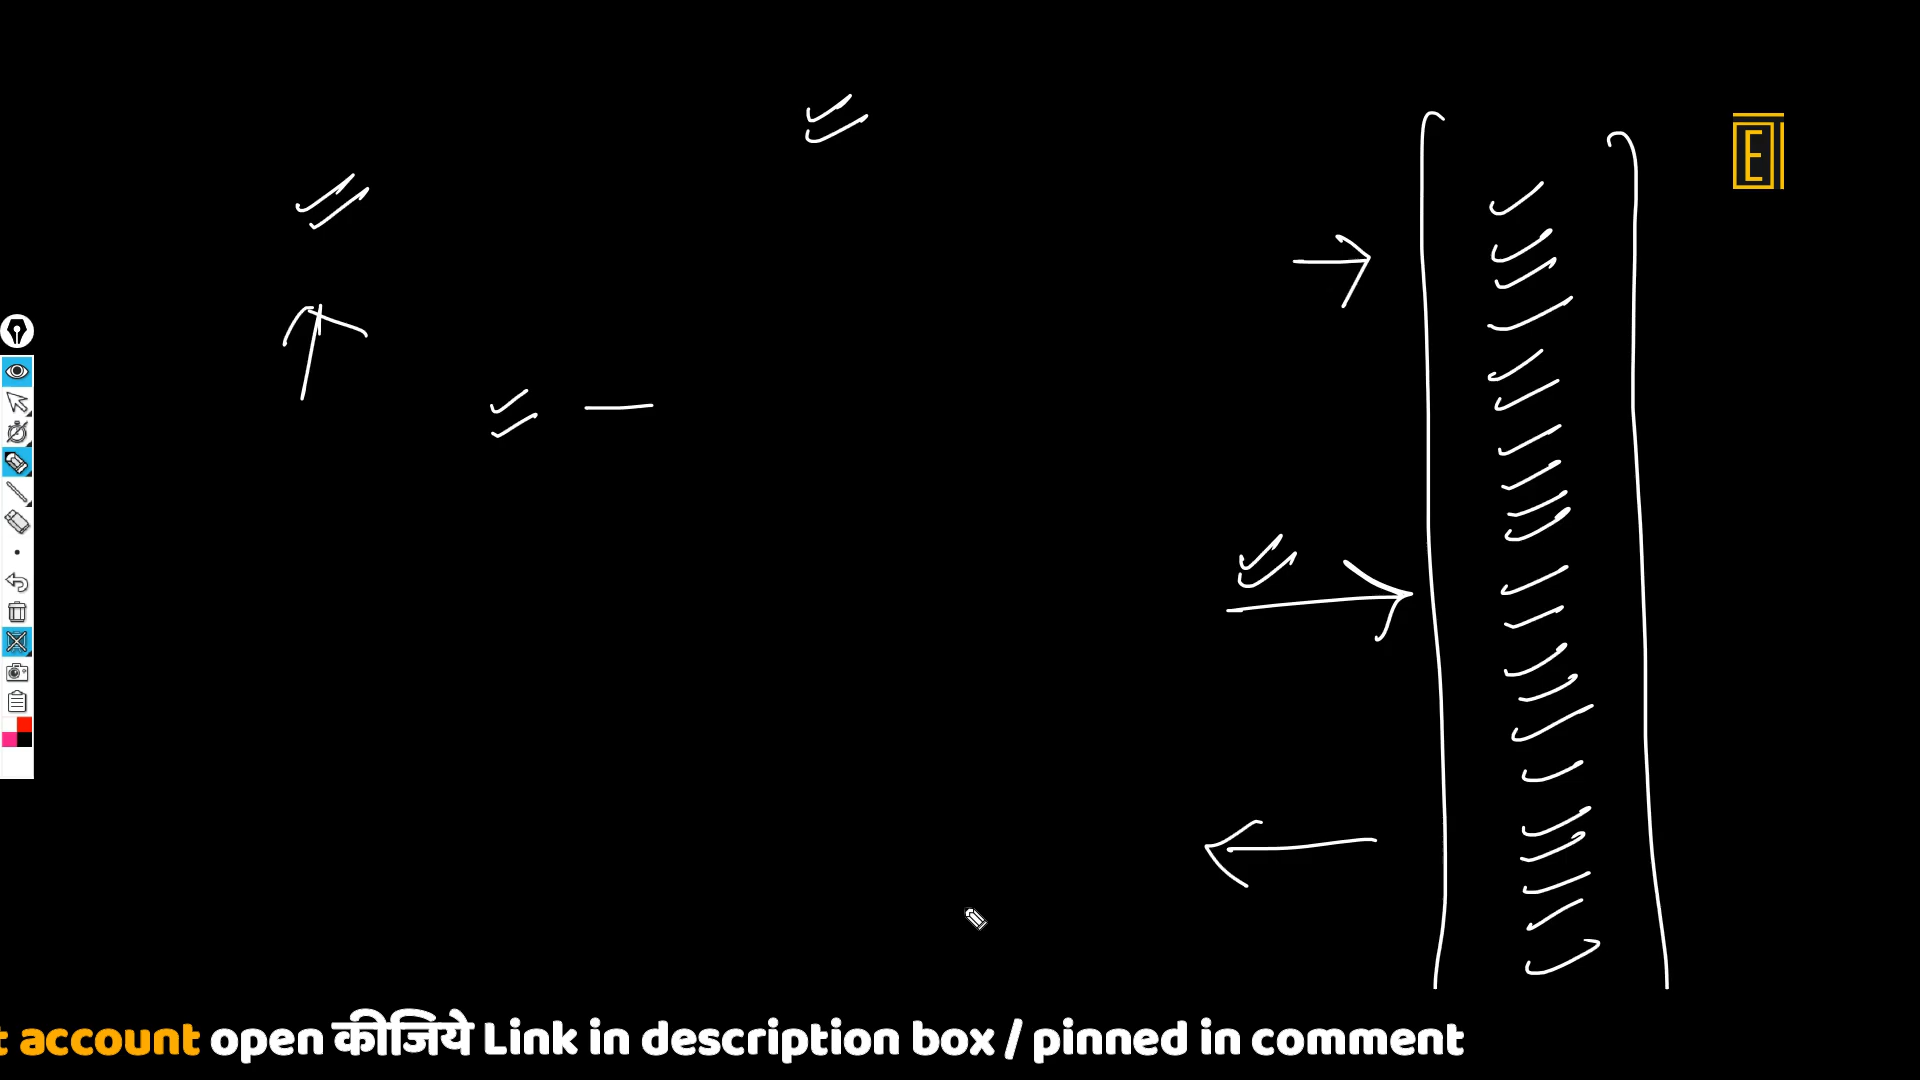 E
t account open कीजिये Link in description box / pinned in comment